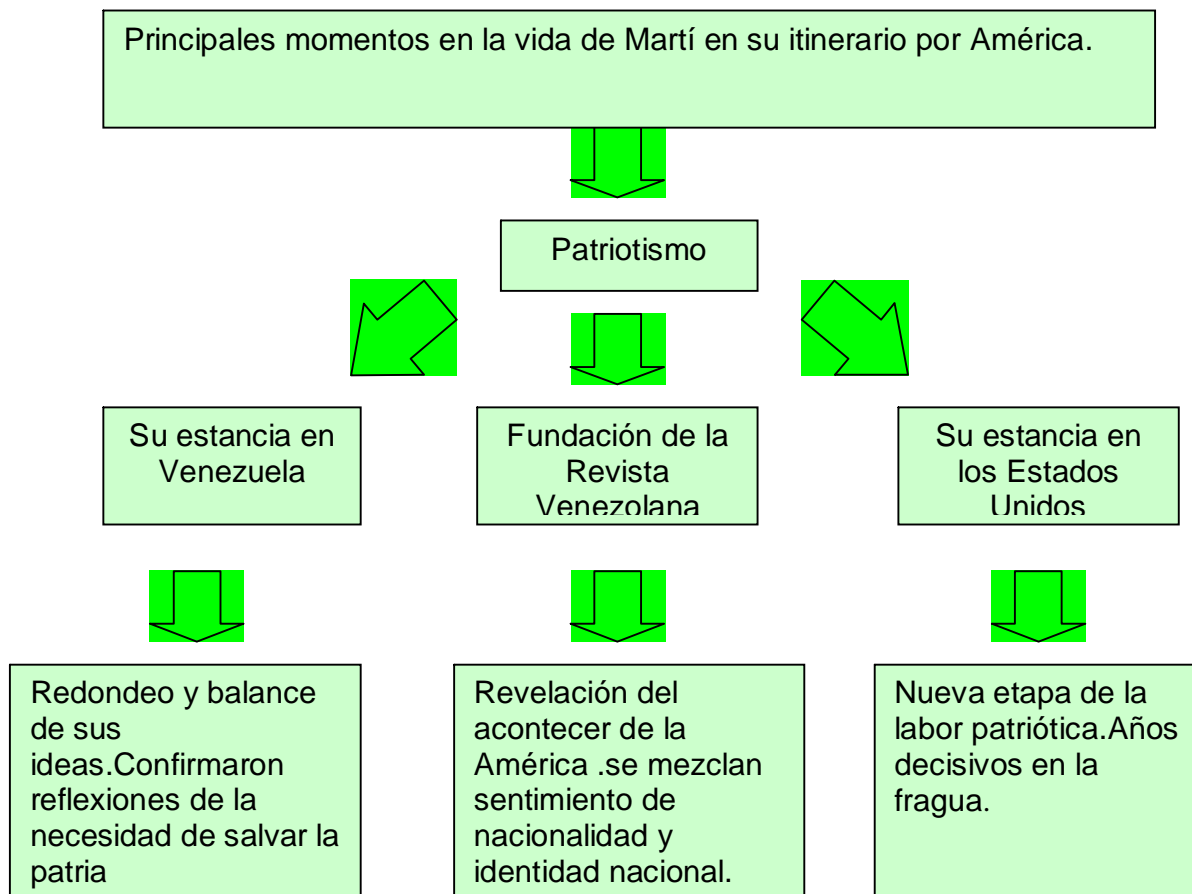 Principales momentos en la vida de Martí en su itinerario por América.
Patriotismo
Su estancia en
Venezuela
Fundación de la
Revista
Venezolana
Su estancia en
los Estados
Unidos
Redondeo y balance
de sus
ideas.Confirmaron
reflexiones de la
necesidad de salvar la
patria
Revelación del
acontecer de la
América .se mezclan
sentimiento de
nacionalidad y
identidad nacional.
Nueva etapa de la
labor patriótica.Años
decisivos en la
fragua.